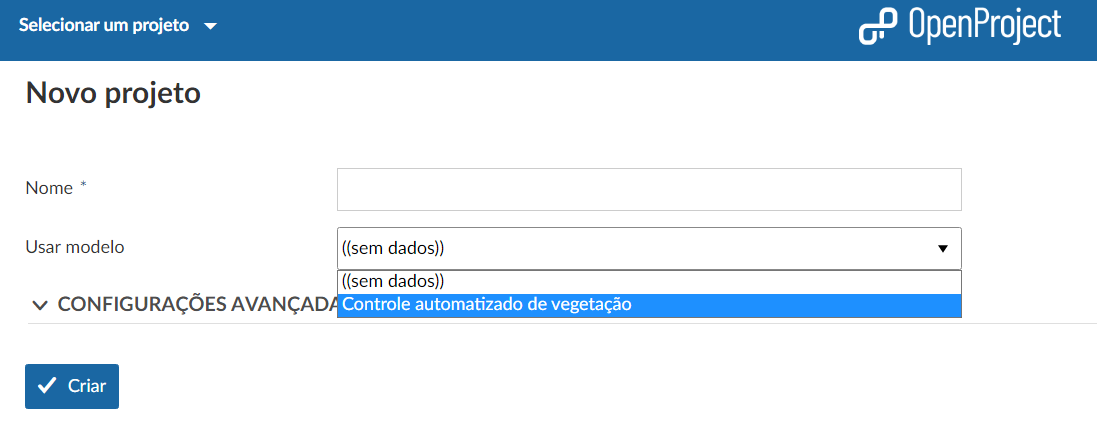 Selecionar um projeto
OpenProject
Novo projeto
Nome *
Usar modelo
((sem dados))
((sem dados))
CONFIGURAÇÕES AVANÇADA
Controle automatizado de vegetação
Criar